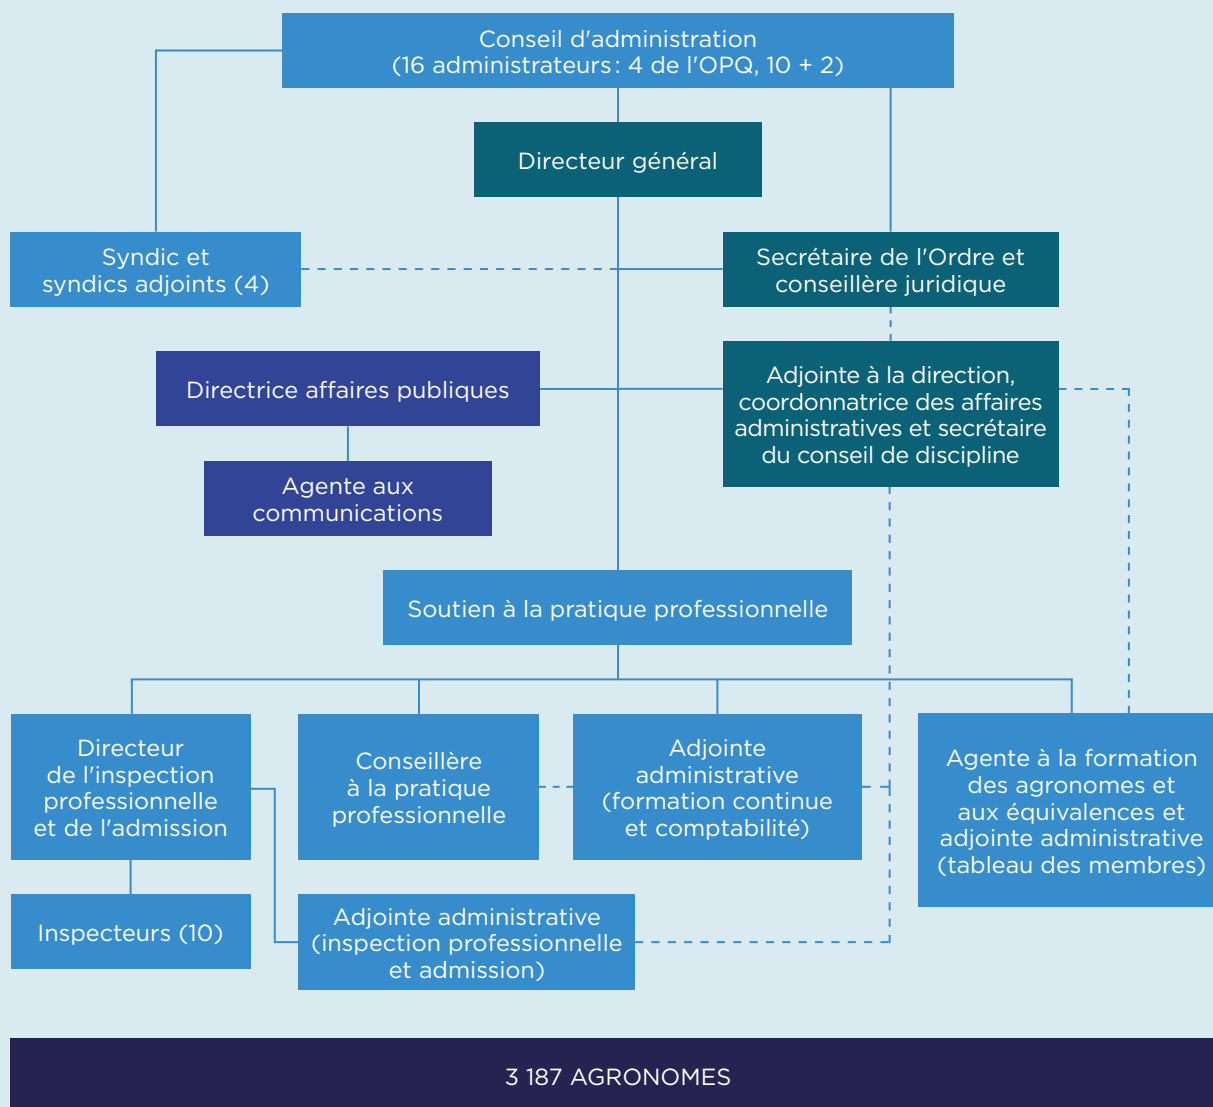 Conseil d'administration
(16 administrateurs : 4 de l'OPQ, 10 + 2)
Directeur général
Syndic et
syndics adjoints (4)
Secrétaire de l'Ordre et
conseillère juridique
Directrice affaires publiques
Adjointe à la direction,
coordonnatrice des affaires
administratives et secrétaire
du conseil de discipline
Agente aux
communications
Soutien à la pratique professionnelle
Directeur
de l'inspection
professionnelle
et de l'admission
Conseillère
à la pratique
professionnelle
Adjointe
administrative
(formation continue
et comptabilité)
Agente à la formation
des agronomes et
aux équivalences et
adjointe administrative
(tableau des membres)
Inspecteurs (10)
Adjointe administrative
(inspection professionnelle
et admission)
3 187 AGRONOMES